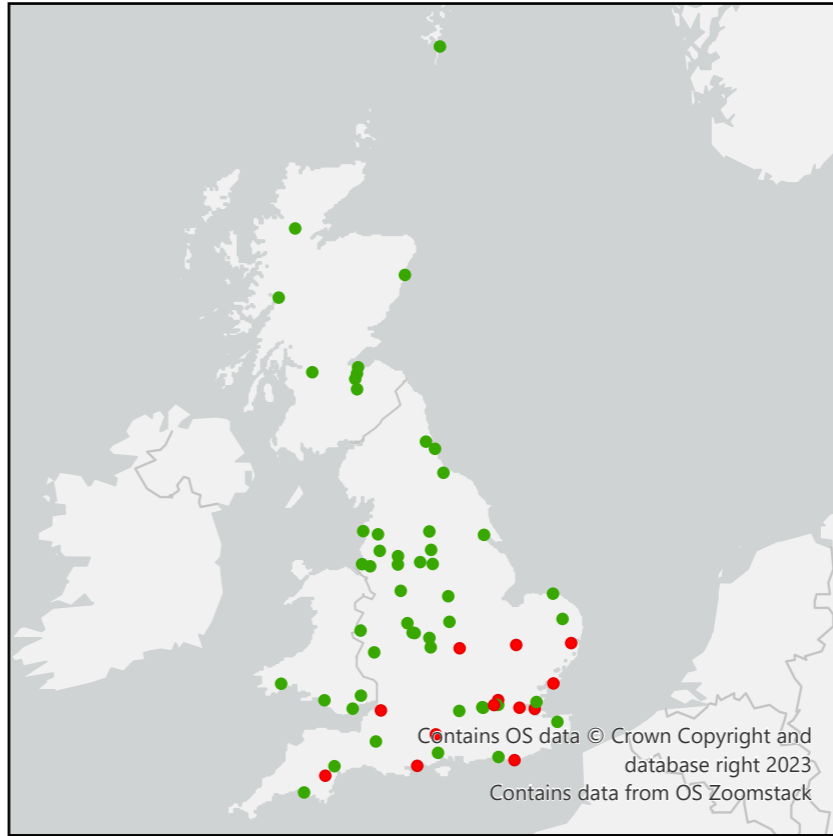 Contains OS data © Crown Copyright and
database right 2023
Contains data from OS Zoomstack